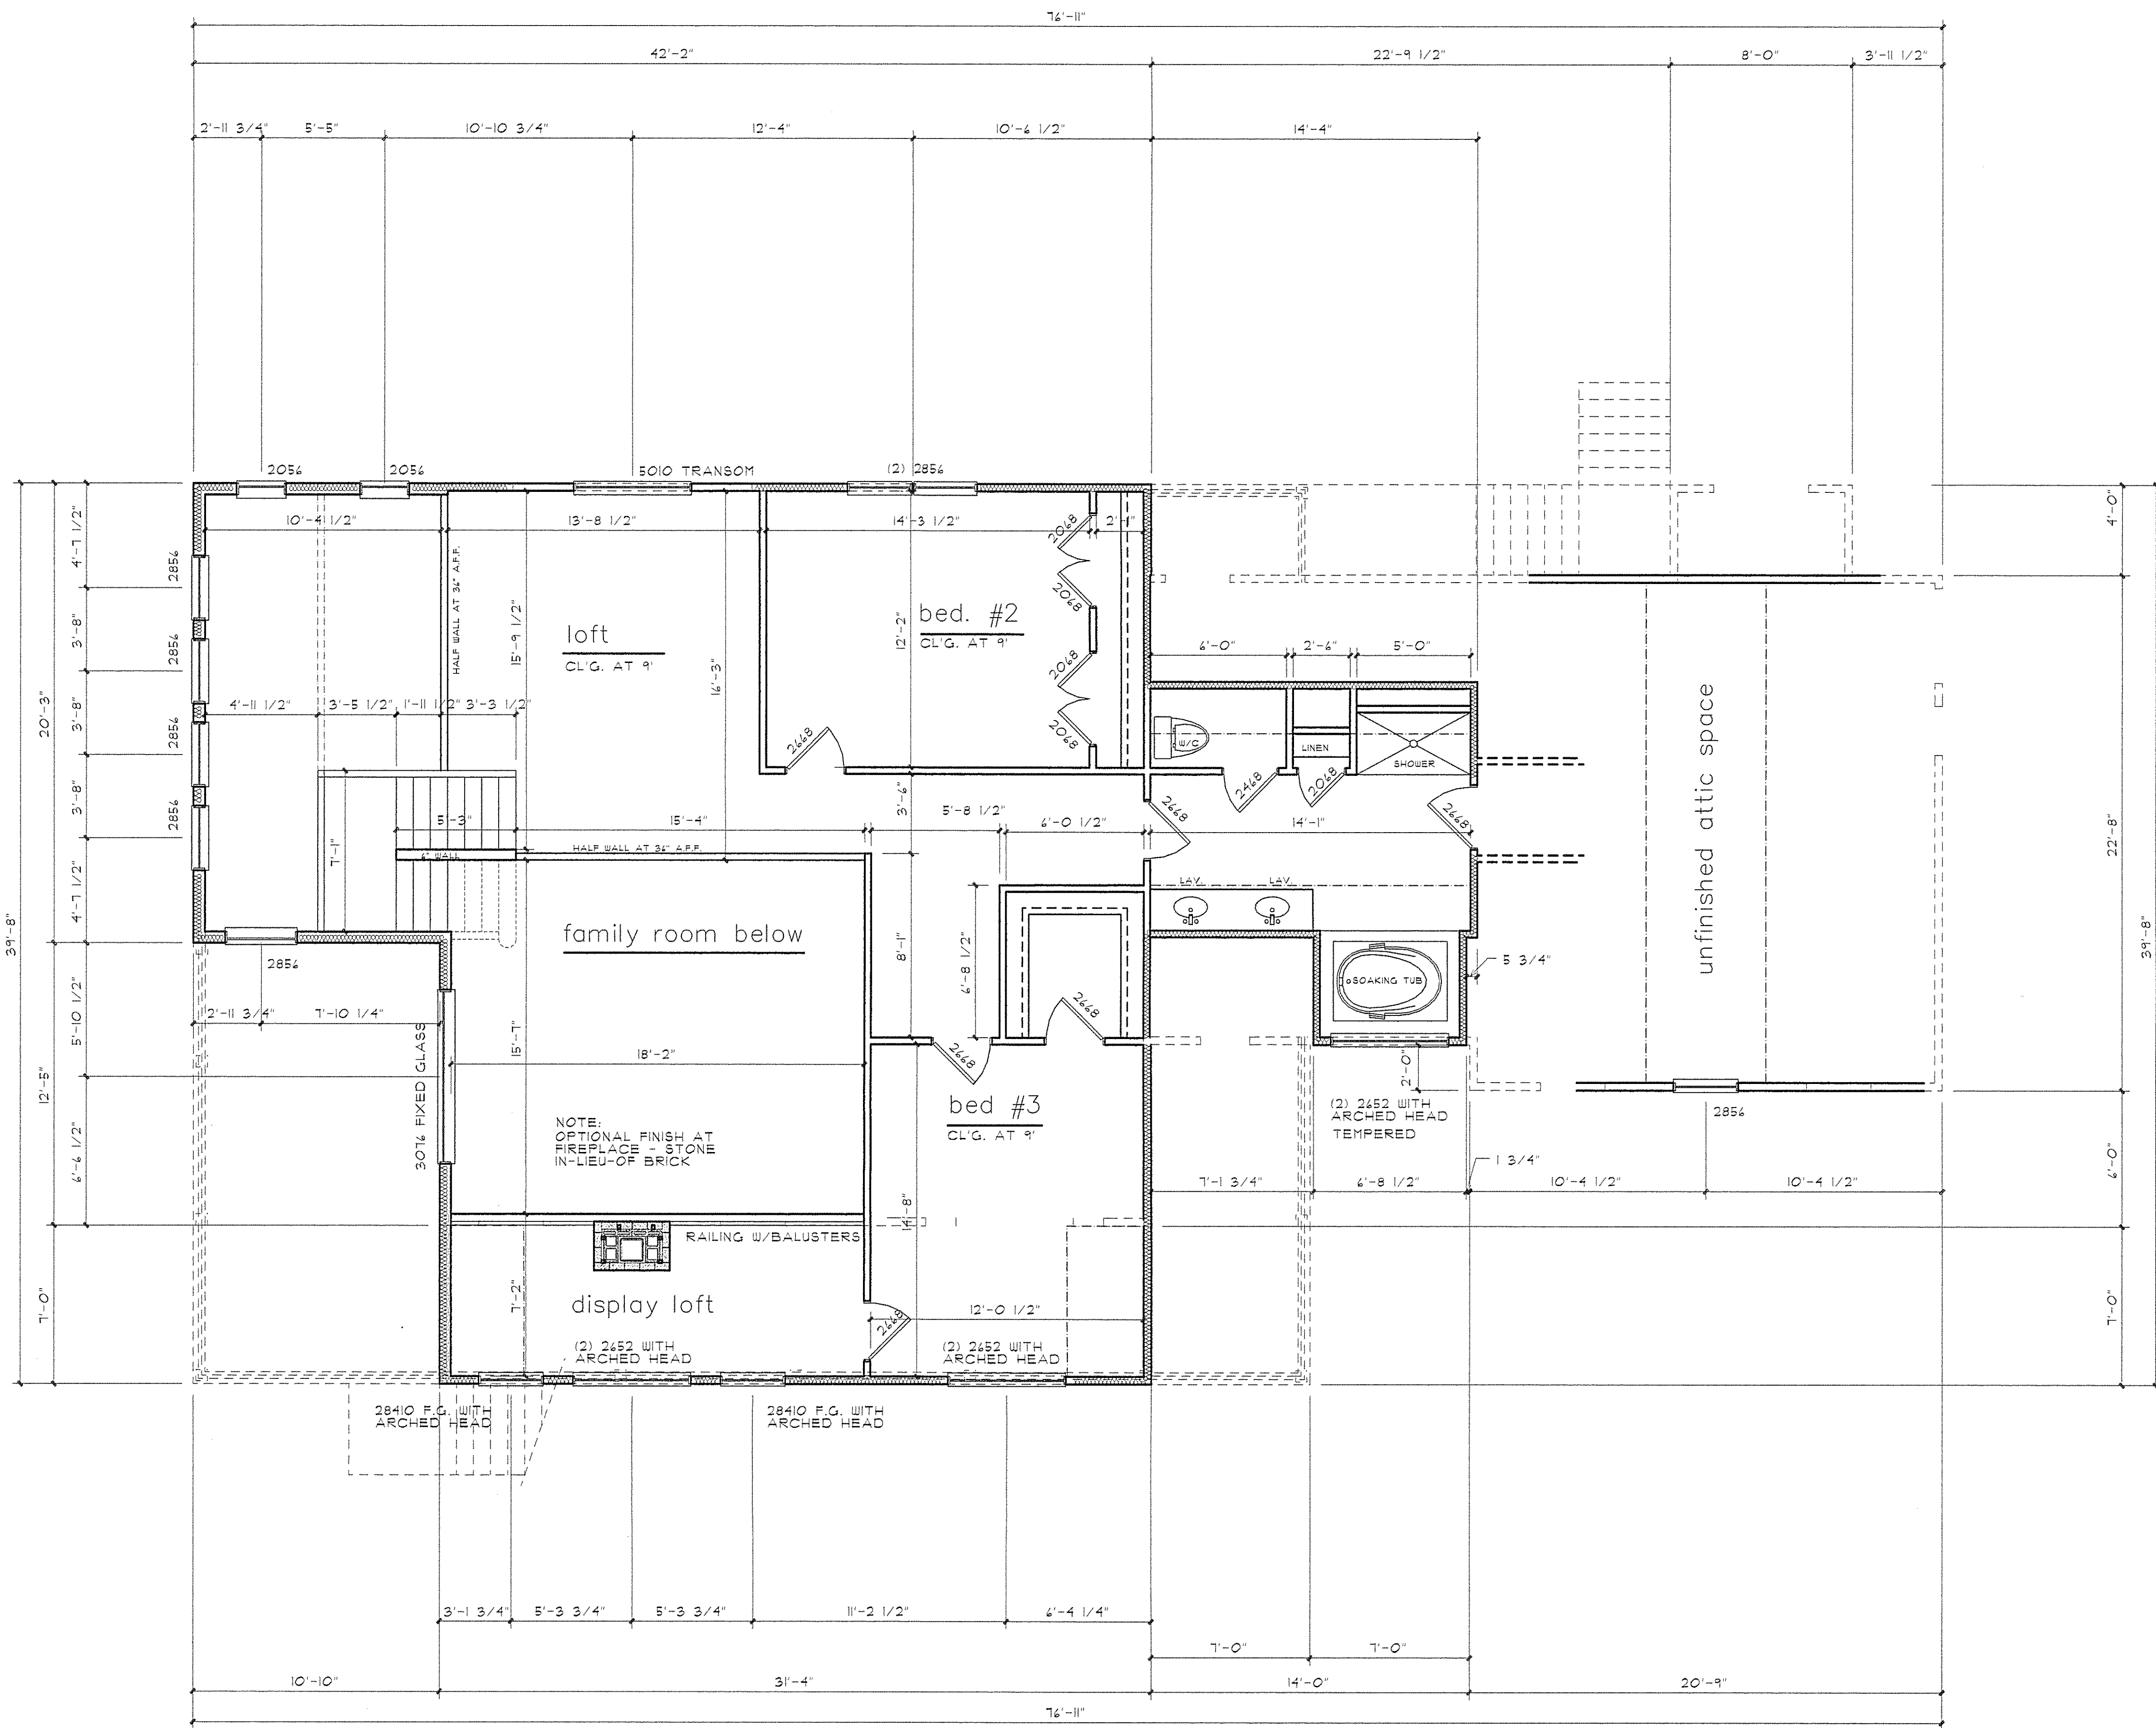 76'-11"
42'-2"
22'-9 1/2"
8'-0"
3'-11 1/2"
2'-11 3/4"
5'-5"
10'-10 3/4"
12'-4"
10'-6 1/2"
14'-4"
2056
2056
5010 TRANSOM
(2) 2856
10'-4 1/2"
13'-8 1/2"
14'-3 1/2"
2'-1"
4'-0"
4'-7 1/2"
2856
HALF WALL AT 36" A.F.F.
15'-9 1/2"
loft
CL'G. AT 9'
16'-3"
12'-2"
bed. #2
CL'G. AT 9'
2068
2068
2068
2068
3'-8"
2856
3'-8"
2856
3'-8"
2856
4'-7 1/2"
20'-3"
39'-8"
6'-0"
2'-6"
5'-0"
4'-11 1/2"
3'-5 1/2"
1'-11 1/2"
3'-3 1/2"
2668
W/C
LINEN
SHOWER
2468
2068
2668
2668
unfinished attic space
22'-8"
39'-8"
7'-1"
5'-3"
15'-4"
3'-6"
5'-8 1/2"
6'-0 1/2"
14'-1"
6" WALL
HALF WALL AT 36" A.F.F.
LAV.
LAV.
family room below
8'-1"
6'-8 1/2"
2856
2'-11 3/4"
7'-10 1/4"
5'-10 1/2"
12'-5"
6'-6 1/2"
3076 FIXED GLASS
15'-7"
18'-2"
2668
2668
SOAKING TUB
5 3/4"
2'-0"
bed #3
CL'G. AT 9'
NOTE:
OPTIONAL FINISH AT
FIREPLACE - STONE
IN-LIEU-OF BRICK
(2) 2652 WITH
ARCHED HEAD
TEMPERED
2856
1 3/4"
7'-1 3/4"
6'-8 1/2"
10'-4 1/2"
10'-4 1/2"
6'-0"
14'-8"
RAILING W/BALUSTERS
7'-0"
7'-2"
display loft
2668
12'-0 1/2"
7'-0"
(2) 2652 WITH
ARCHED HEAD
(2) 2652 WITH
ARCHED HEAD
28410 F.G. WITH
ARCHED HEAD
28410 F.G. WITH
ARCHED HEAD
3'-1 3/4"
5'-3 3/4"
5'-3 3/4"
11'-2 1/2"
6'-4 1/4"
7'-0"
7'-0"
10'-10"
31'-4"
14'-0"
20'-9"
76'-11"